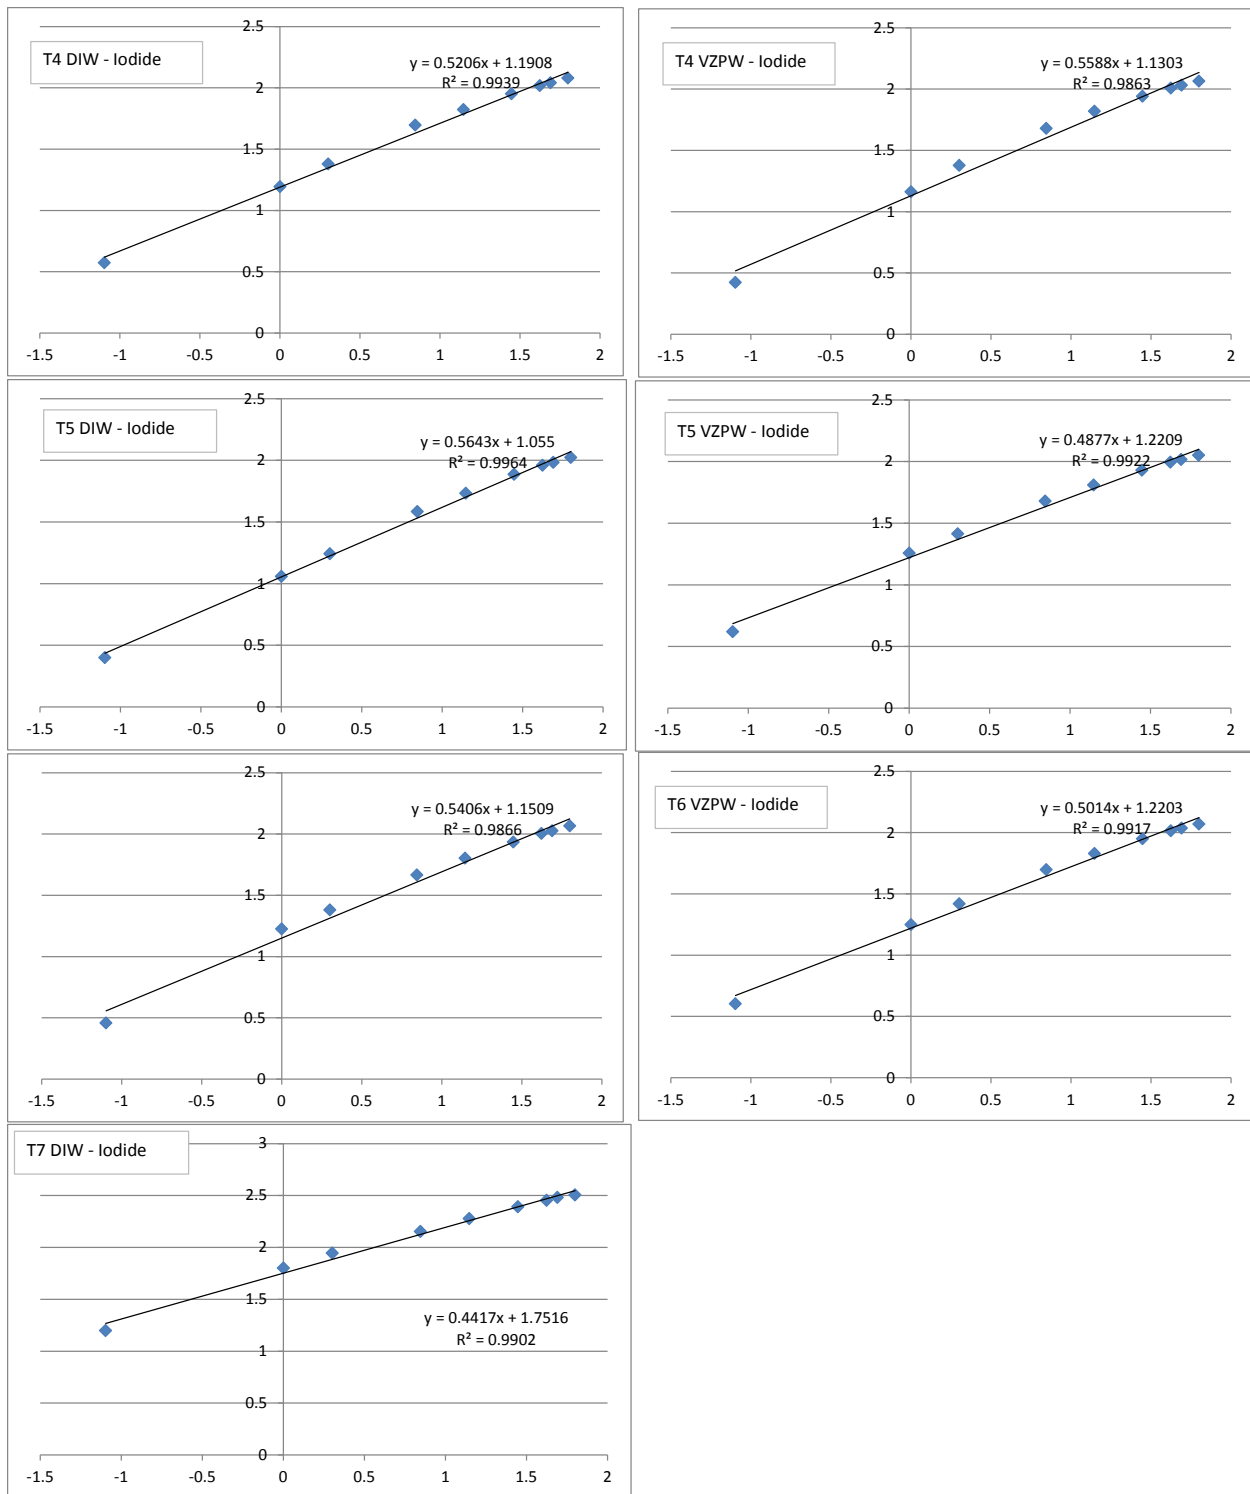 T4 DIW - Iodide
y = 0.5206x + 1.1908
R² = 0.9939
2.5
2
1.5
1
0.5
0
-1.5 -1 -0.5 0 0.5 1 1.5 2
T4 VZPW - Iodide
y = 0.5588x + 1.1303
R² = 0.9863
2.5
2
1.5
1
0.5
0
-1.5 -1 -0.5 0 0.5 1 1.5 2
T5 DIW - Iodide
y = 0.5643x + 1.055
R² = 0.9964
2.5
2
1.5
1
0.5
0
-1.5 -1 -0.5 0 0.5 1 1.5 2
T5 VZPW - Iodide
y = 0.4877x + 1.2209
R² = 0.9922
2.5
2
1.5
1
0.5
0
-1.5 -1 -0.5 0 0.5 1 1.5 2
y = 0.5406x + 1.1509
R² = 0.9866
2.5
2
1.5
1
0.5
0
-1.5 -1 -0.5 0 0.5 1 1.5 2
T6 VZPW - Iodide
y = 0.5014x + 1.2203
R² = 0.9917
2.5
2
1.5
1
0.5
0
-1.5 -1 -0.5 0 0.5 1 1.5 2
T7 DIW - Iodide
3
2.5
2
1.5
y = 0.4417x + 1.7516
R² = 0.9902
1
0.5
0
-1.5 -1 -0.5 0 0.5 1 1.5 2